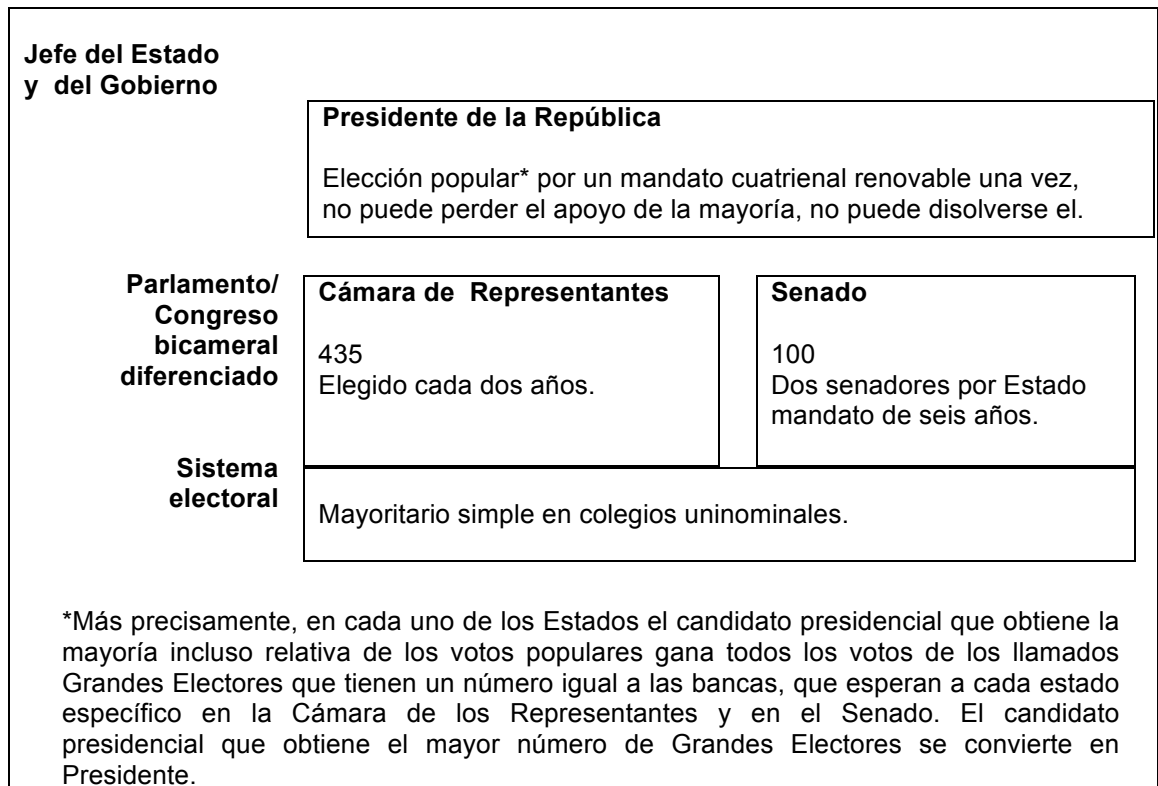 Jefe del Estado
y del Gobierno
Presidente de la República
Elección popular* por un mandato cuatrienal renovable una vez,
no puede perder el apoyo de la mayoría, no puede disolverse el.
Parlamento/
Congreso
bicameral
diferenciado
Cámara de Representantes
435
Elegido cada dos años.
Senado
100
Dos senadores por Estado
mandato de seis años.
Sistema
electoral
Mayoritario simple en colegios uninominales.
*Más precisamente, en cada uno de los Estados el candidato presidencial que obtiene la
mayoría incluso relativa de los votos populares gana todos los votos de los llamados
Grandes Electores que tienen un número igual a las bancas, que esperan a cada estado
específico en la Cámara de los Representantes y en el Senado. El candidato
presidencial que obtiene el mayor número de Grandes Electores se convierte en
Presidente.